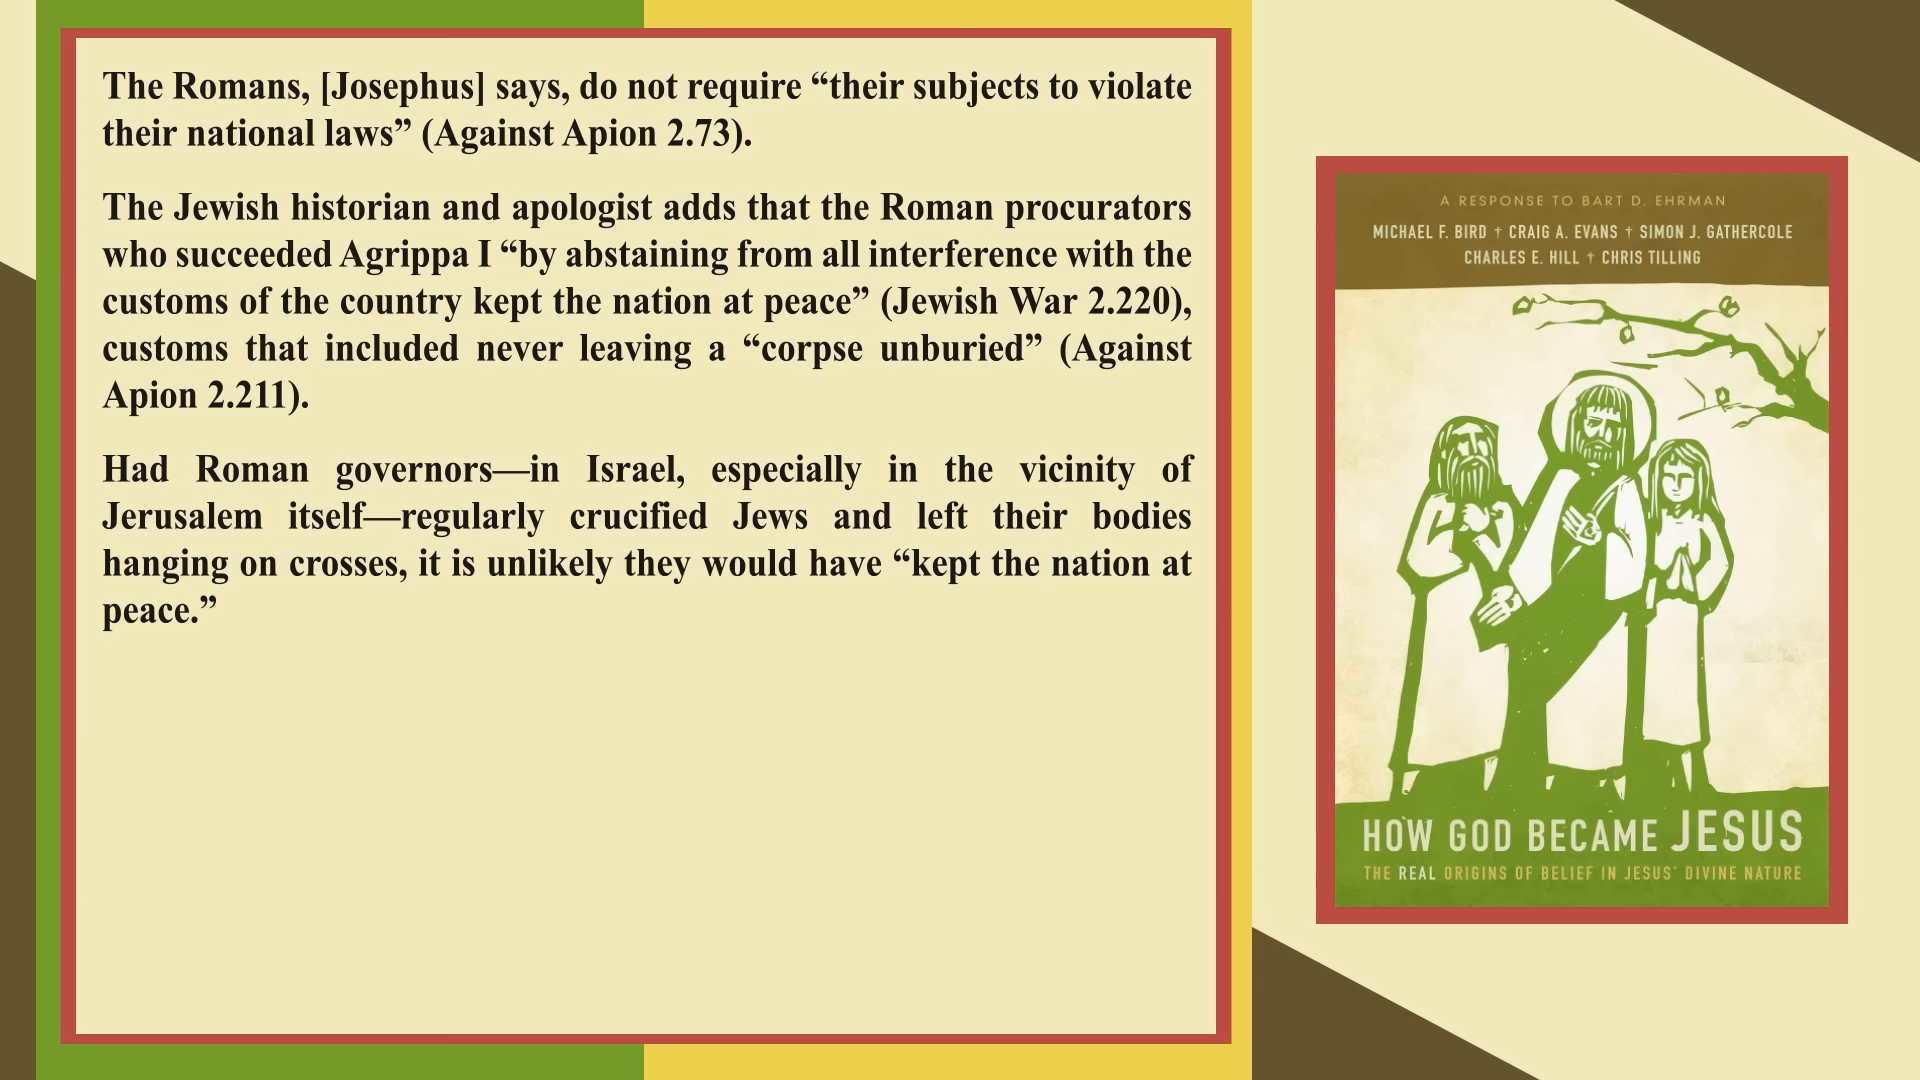 The Romans, [Josephus] says, do not require “their subjects to violate
their national laws” (Against Apion 2.73).
The Jewish historian and apologist adds that the Roman procurators
who succeeded Agrippa I “by abstaining from all interference with the
customs of the country kept the nation at peace” (Jewish War 2.220),
customs that included never leaving a “corpse unburied” (Against
Apion 2.211).
Had Roman governors—in Israel, especially in the vicinity of
Jerusalem itself—regularly crucified Jews and left their bodies
hanging on crosses, it is unlikely they would have “kept the nation at
peace.”
A RESPONSE TO BART D. EHRMAN
MICHAEL F. BIRD † CRAIG A. EVANS † SIMON J. GATHERCOLE
CHARLES E. HILL † CHRIS TILLING
HOW GOD BECAME JESUS
THE REAL ORIGINS OF BELIEF IN JESUS' DIVINE NATURE